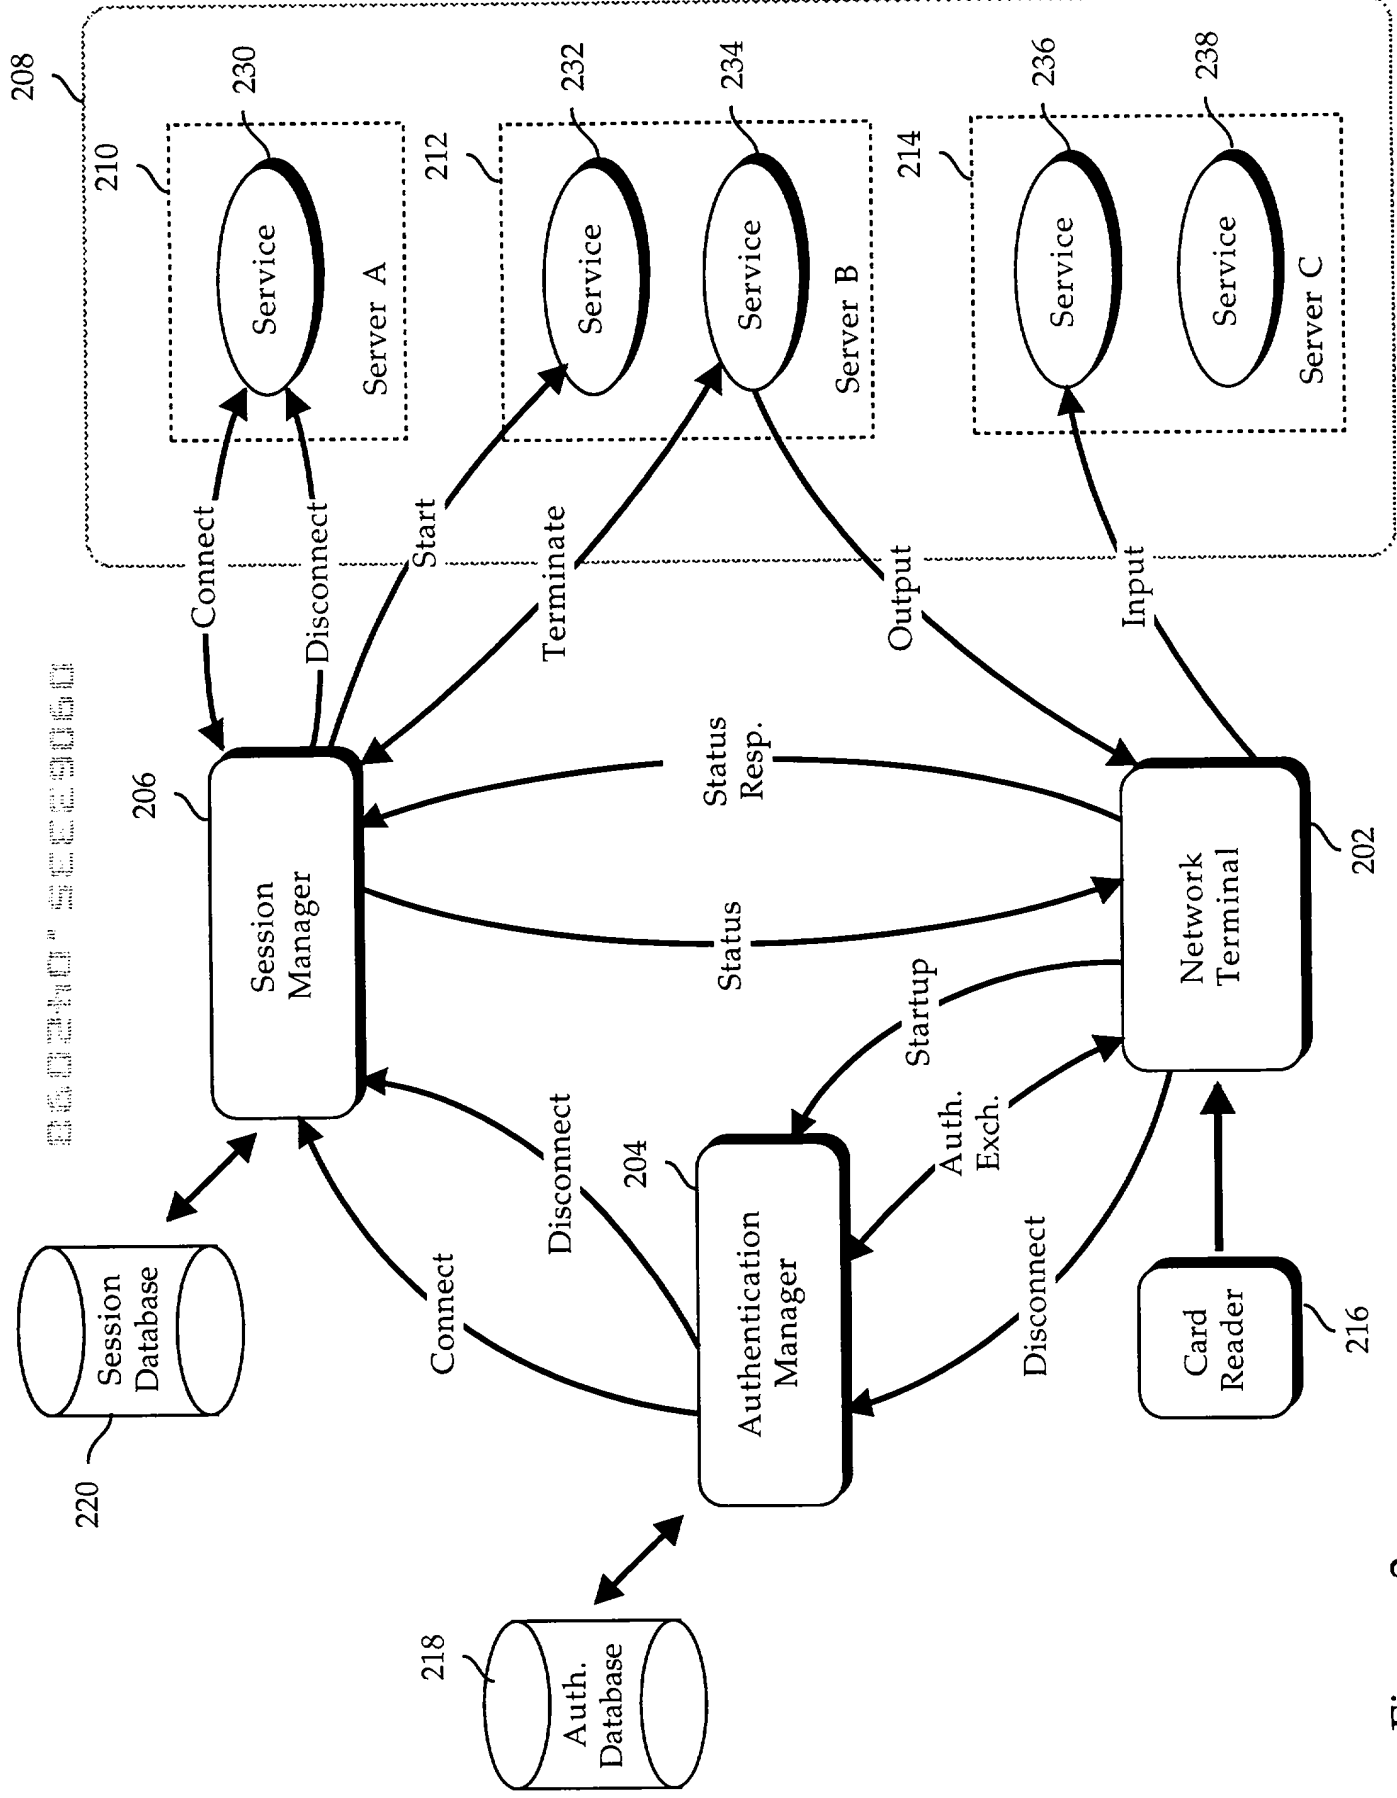 220
Session
Database
208
206
Session
Manager
Connect
210
230
Service
Disconnect
Server A
218
Auth.
Database
Connect
Disconnect
Start
212
232
Service
Terminate
204
Authentication
Manager
Status
Status
Resp.
234
Service
Server B
Startup
Auth.
Exch.
Output
214
Disconnect
Input
236
Service
Card
Reader
216
Network
Terminal
202
238
Service
Server C